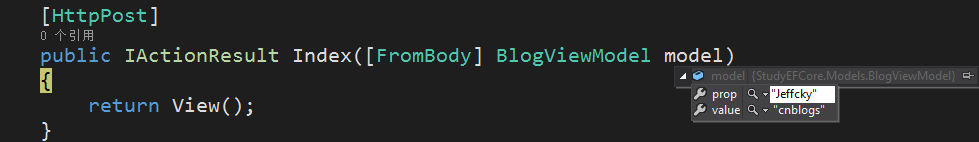 [HttpPost]
0 个引用
public IActionResult Index([FromBody] BlogViewModel model)
{
model {StudyEFCore.Models.BlogViewModel}
prop "Jeffcky"
return View();
value "cnblogs"
}